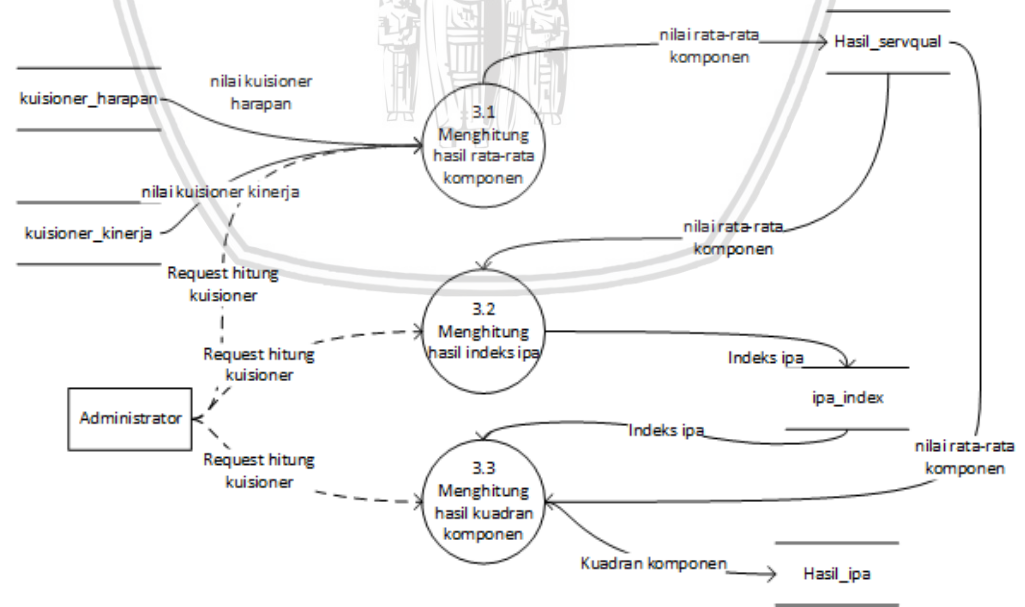 nilai rata-rata
komponen
Hasil_servqual
kuisioner_harapan
nilai kuisioner
harapan
3.1
Menghitung
hasil rata-rata
komponen
nilai kuisioner kinerja
kuisioner_kinerja
nilai rata-rata
komponen
Request hitung
kuisioner
3.2
Menghitung
hasil indeks ipa
Request hitung
kuisioner
Indeks ipa
ipa_index
Administrator
Indeks ipa
nilai rata-rata
komponen
Request hitung
kuisioner
3.3
Menghitung
hasil kuadran
komponen
Kuadran komponen
Hasil_ipa